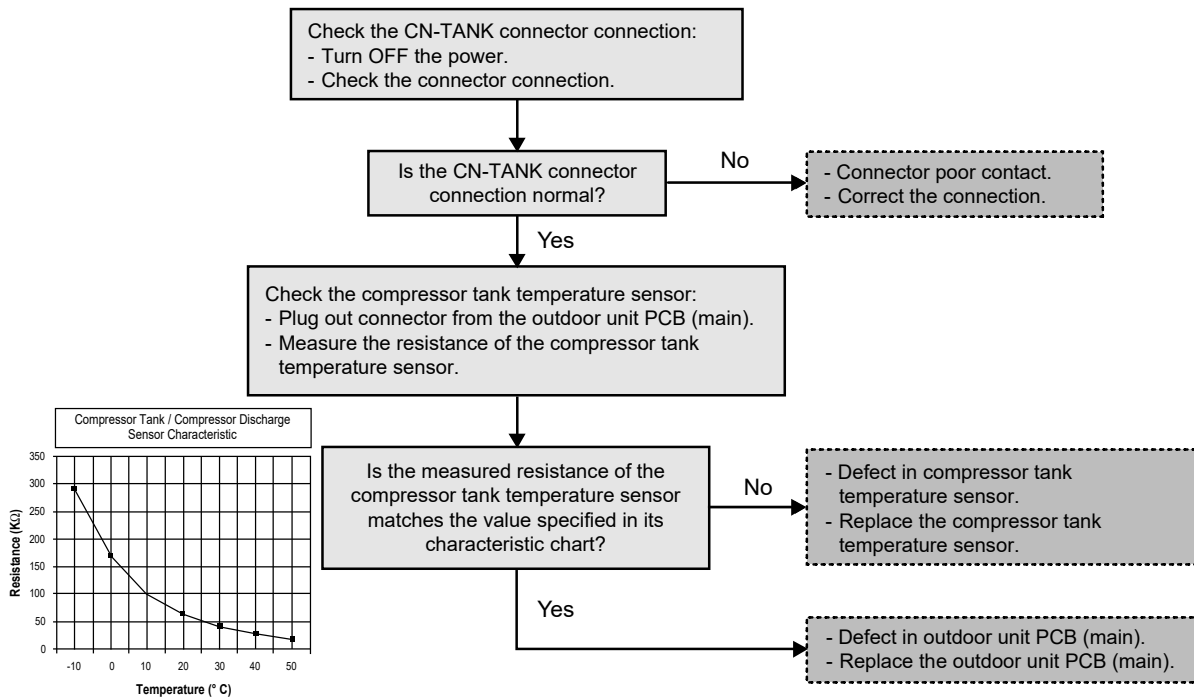 Check the CN-TANK connector connection:
- Turn OFF the power.
- Check the connector connection.
Is the CN-TANK connector
connection normal?
No
- Connector poor contact.
- Correct the connection.
Yes
Check the compressor tank temperature sensor:
- Plug out connector from the outdoor unit PCB (main).
- Measure the resistance of the compressor tank
temperature sensor.
Compressor Tank / Compressor Discharge
Sensor Characteristic
350
300
250
200
150
100
50
0
Resistance (KΩ)
-10 0 10 20 30 40 50
Temperature (° C)
Is the measured resistance of the
compressor tank temperature sensor
matches the value specified in its
characteristic chart?
No
- Defect in compressor tank
temperature sensor.
- Replace the compressor tank
temperature sensor.
Yes
- Defect in outdoor unit PCB (main).
- Replace the outdoor unit PCB (main).